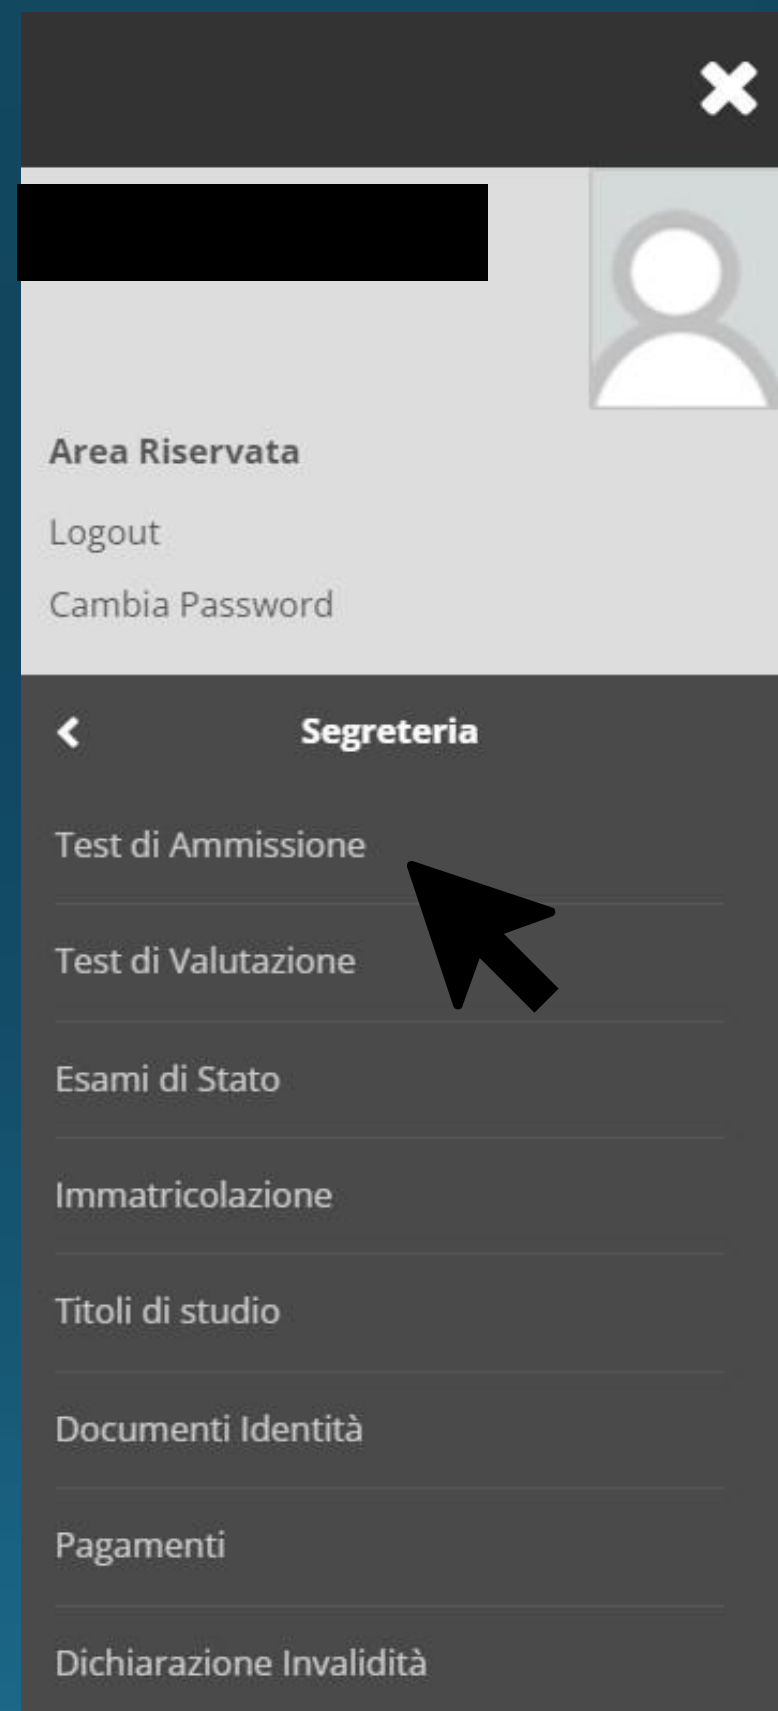 Area Riservata
Logout
Cambia Password
Segreteria
Test di Ammissione
Test di Valutazione
Esami di Stato
Immatricolazione
Titoli di studio
Documenti Identità
Pagamenti
Dichiarazione Invalidità